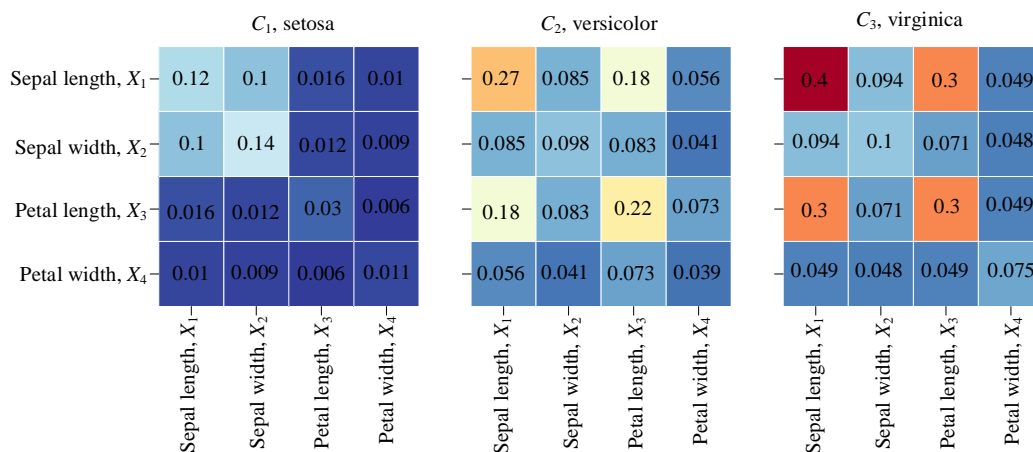 C1, setosa
C2, versicolor
C3, virginica
Sepal length, X1
0.12 0.1 0.016 0.01
0.27 0.085 0.18 0.056
0.4 0.094 0.3 0.049
Sepal width, X2
0.1 0.14 0.012 0.009
0.085 0.098 0.083 0.041
0.094 0.1 0.071 0.048
Petal length, X3
0.016 0.012 0.03 0.006
0.18 0.083 0.22 0.073
0.3 0.071 0.3 0.049
Petal width, X4
0.01 0.009 0.006 0.011
0.056 0.041 0.073 0.039
0.049 0.048 0.049 0.075
Sepal length, X1
Sepal width, X2
Petal length, X3
Petal width, X4
Sepal length, X1
Sepal width, X2
Petal length, X3
Petal width, X4
Sepal length, X1
Sepal width, X2
Petal length, X3
Petal width, X4